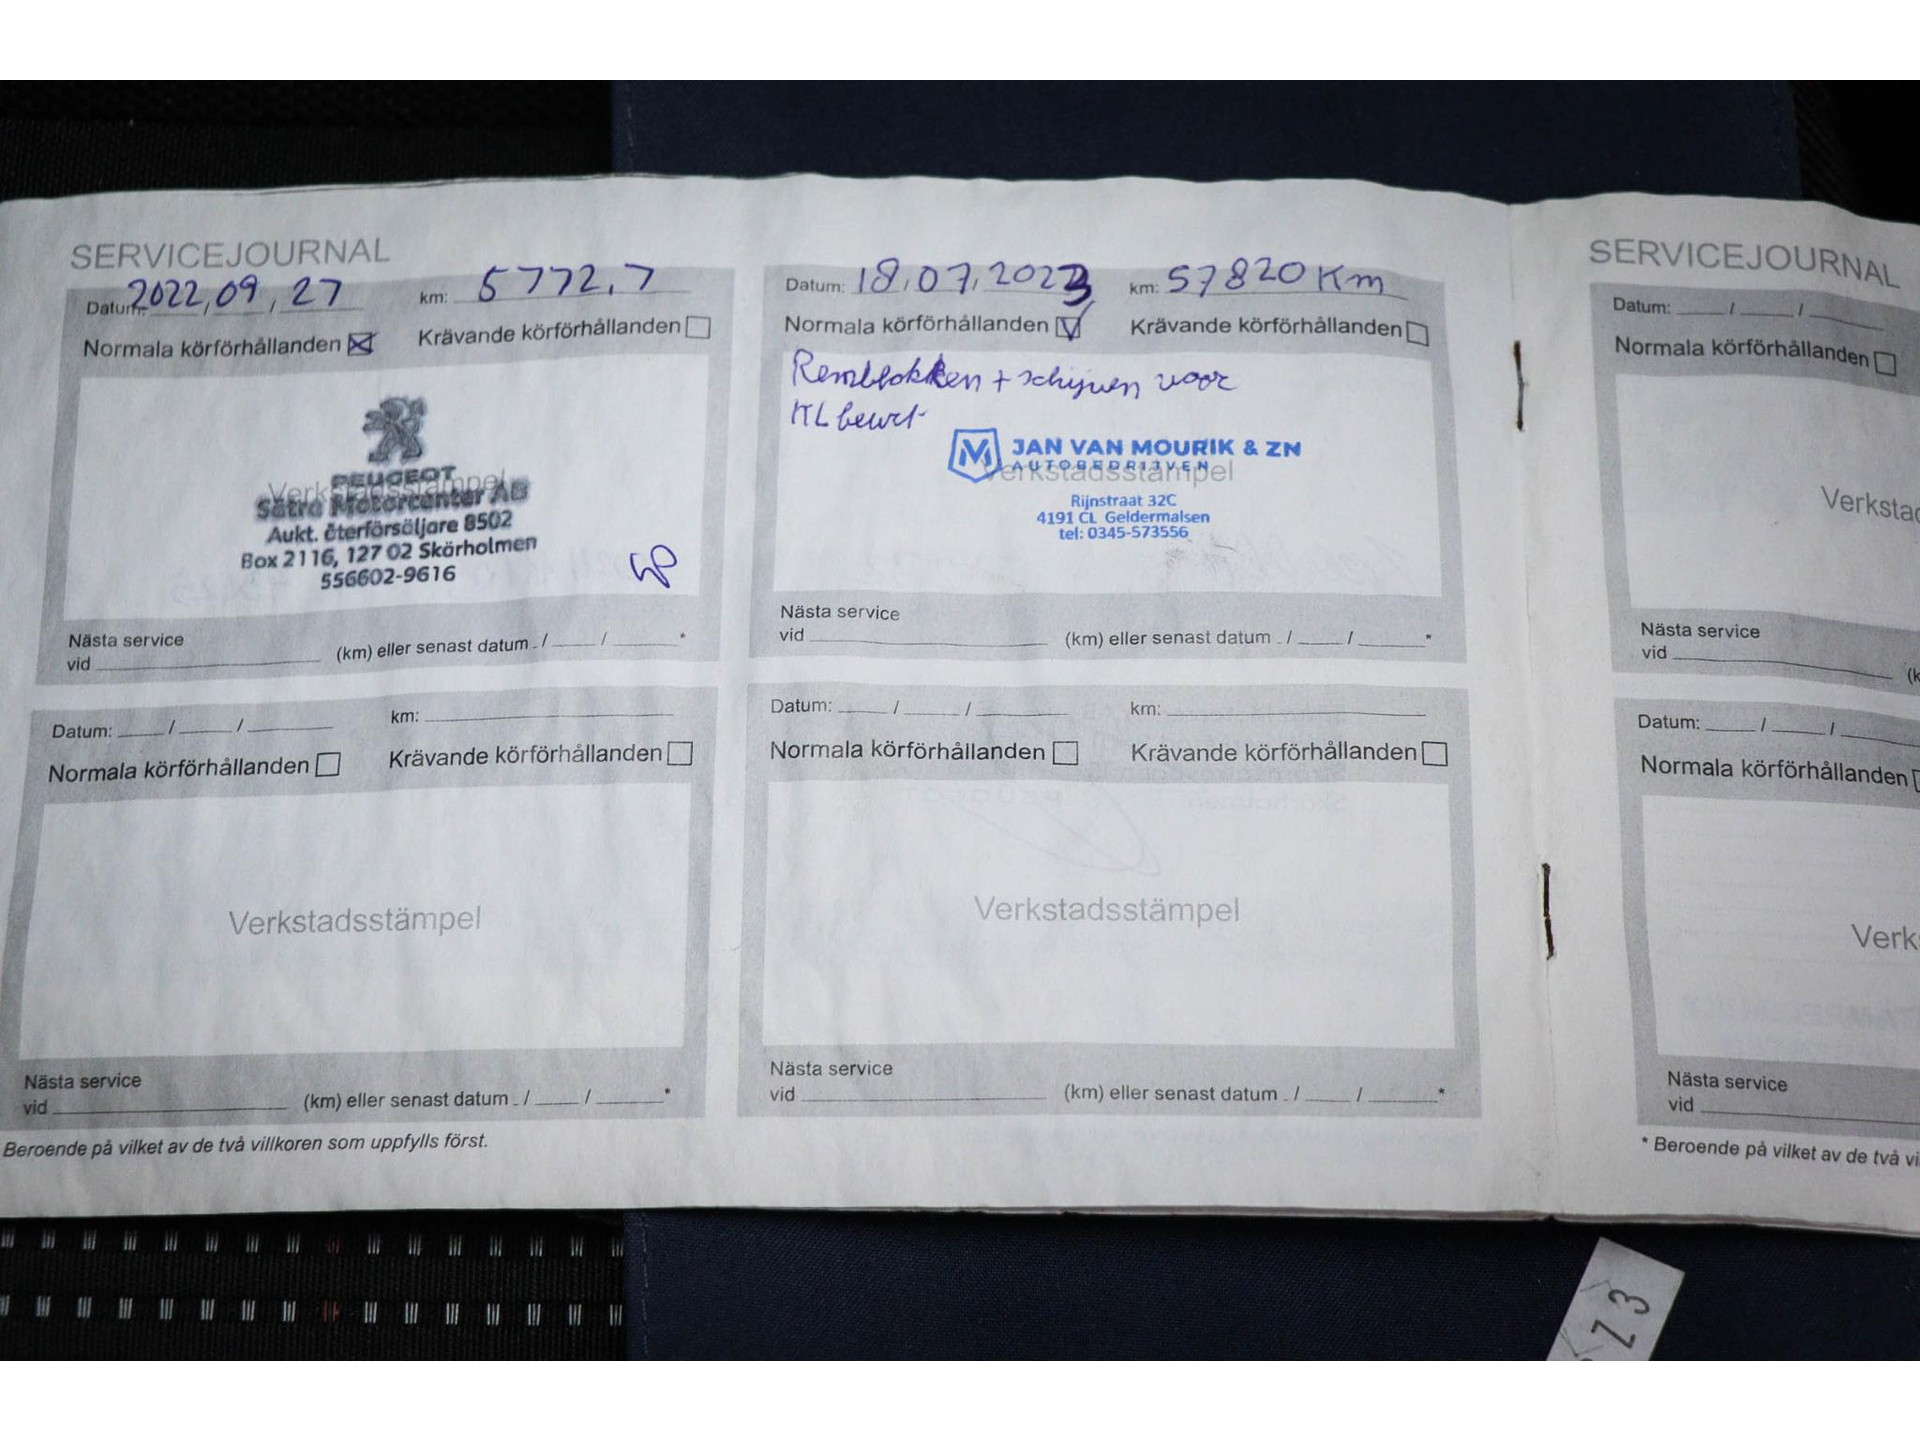 SERVICEJOURNAL
Datum: 2022,09,27 km: 5772,7
Normala körförhållanden Krävande körförhållanden
Verkstadsstämpel
PEUGEOT
Sätra Motorcenter AB
Aukt. återförsäljare 8502
Box 2116, 127 02 Skärholmen
556602-9616
Nästa service
vid (km) eller senast datum / / *
Datum: 18,07,2023 km: 57820 Km
Normala körförhållanden Krävande körförhållanden
Remblokken + schijven voor
KL beurt
JAN VAN MOURIK & ZN
AUTOBEDRIJVEN
Verkstadsstämpel
Rijnstraat 32C
4191 CL Geldermalsen
tel: 0345-573556
Nästa service
vid (km) eller senast datum / / *
Datum: / / km:
Normala körförhållanden Krävande körförhållanden
Verkstadsstämpel
Nästa service
vid (km) eller senast datum / / *
Beroende på vilket av de två villkoren som uppfylls först.
Datum: / / km:
Normala körförhållanden Krävande körförhållanden
Verkstadsstämpel
Nästa service
vid (km) eller senast datum / / *
SERVICEJOURNAL
Datum: / /
Normala körförhållanden
Verkstad
Nästa service
vid (k
Datum: / /
Normala körförhållanden
Verks
Nästa service
vid
* Beroende på vilket av de två vi